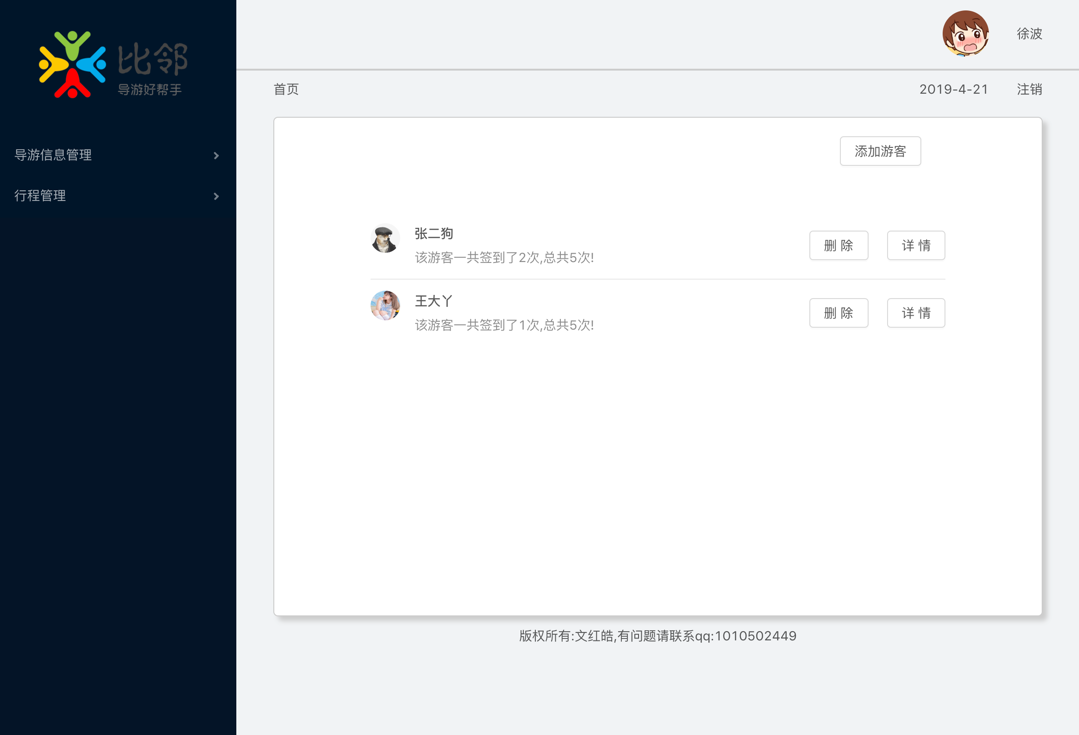 比邻
导游好帮手
徐波
首页
2019-4-21
注销
导游信息管理
行程管理
添加游客
张二狗
该游客一共签到了2次,总共5次!
删 除
详 情
王大丫
该游客一共签到了1次,总共5次!
删 除
详 情
版权所有:文红皓,有问题请联系qq:1010502449